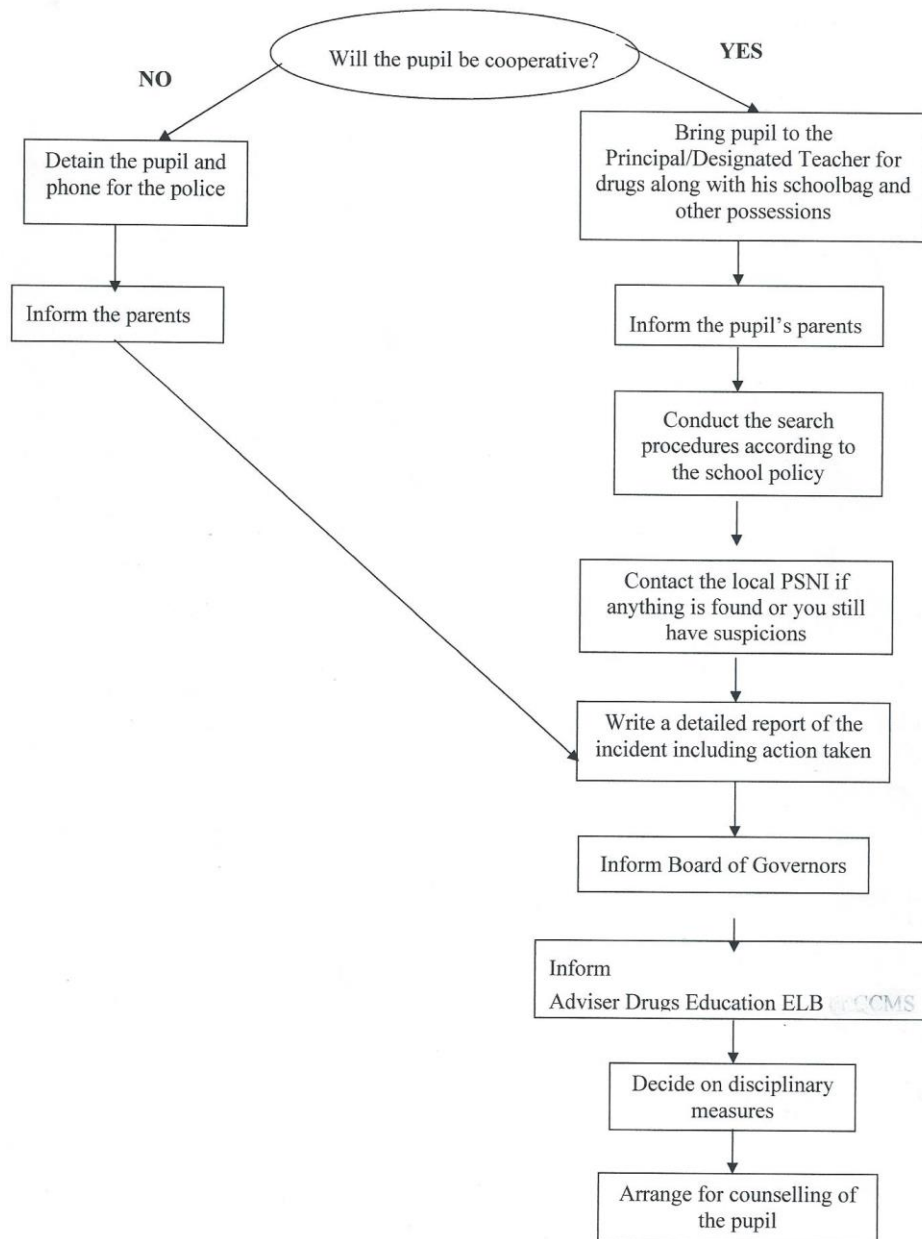 Will the pupil be cooperative?
YES
NO
Bring pupil to the
Principal/Designated Teacher for
drugs along with his schoolbag and
other possessions
Detain the pupil and
phone for the police
Inform the parents
Inform the pupil's parents
Conduct the search
procedures according to
the school policy
Contact the local PSNI if
anything is found or you still
have suspicions
Write a detailed report of the
incident including action taken
Inform Board of Governors
Inform
Adviser Drugs Education ELB CCMS
Decide on disciplinary
measures
Arrange for counselling of
the pupil